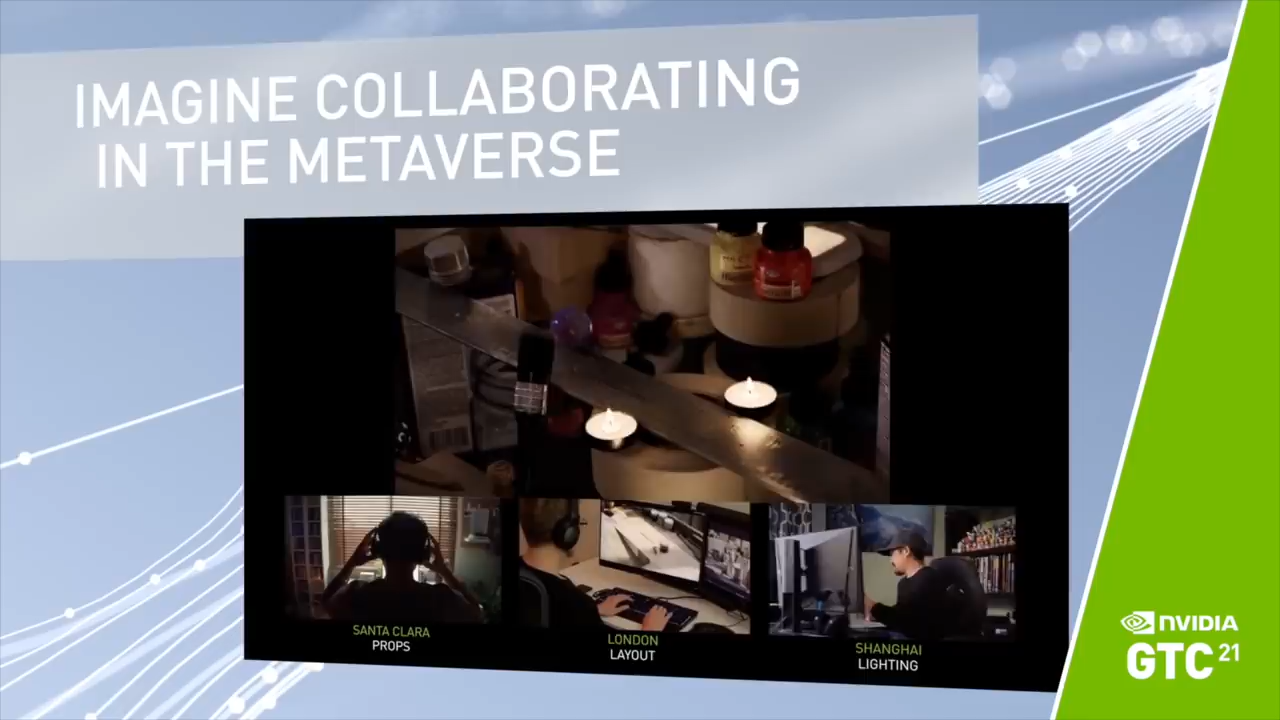 IMAGINE COLLABORATING
IN THE METAVERSE
SANTA CLARA
PROPS
LONDON
LAYOUT
SHANGHAI
LIGHTING
NVIDIA
GTC 21